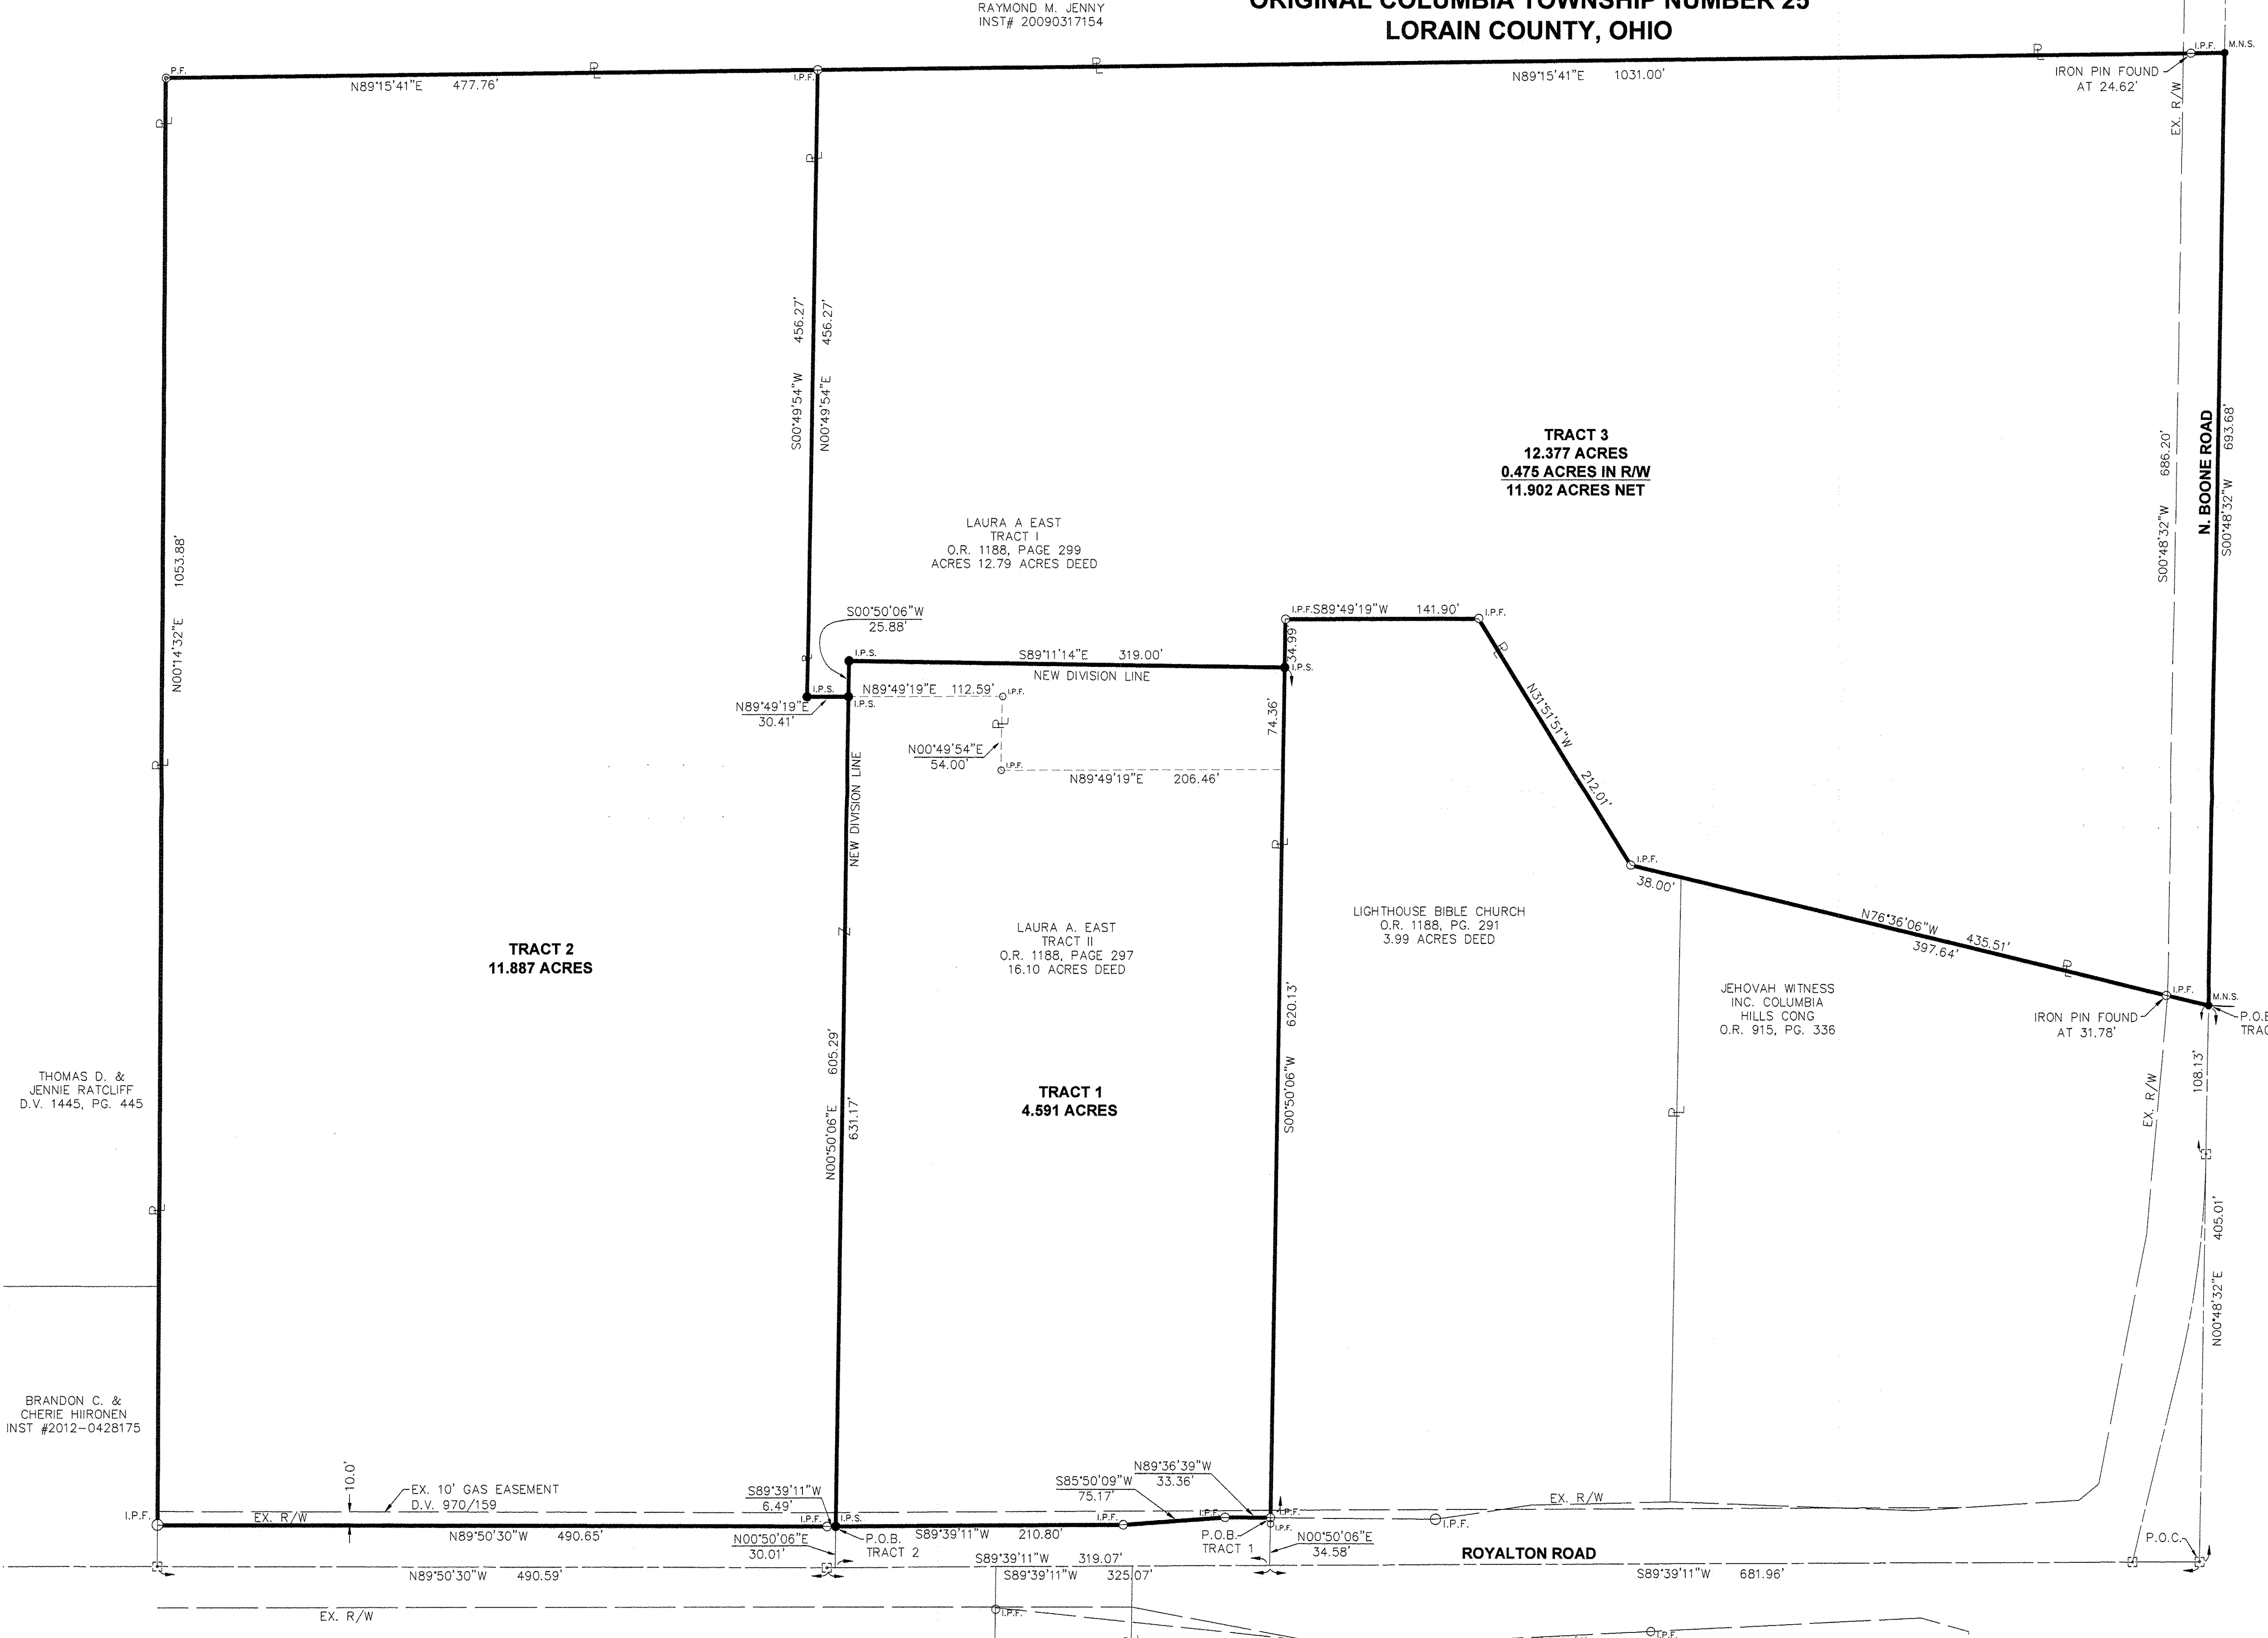 RAYMOND M. JENNY
INST# 20090317154
ORIGINAL COLUMBIA TOWNSHIP NUMBER 25
LORAIN COUNTY, OHIO
P.F.
N89°15'41"E 477.76'
I.P.F.
N89°15'41"E 1031.00'
I.P.F.
M.N.S.
IRON PIN FOUND
AT 24.62'
EX. R/W
S00°49'54"W 456.27'
N00°49'54"E 456.27'
TRACT 3
12.377 ACRES
0.475 ACRES IN R/W
11.902 ACRES NET
S00°48'32"W 686.20'
N. BOONE ROAD
S00°48'32"W 693.68'
N00°14'32"E 1053.88'
LAURA A EAST
TRACT I
O.R. 1188, PAGE 299
ACRES 12.79 ACRES DEED
S00°50'06"W
25.88'
I.P.S.
S89°11'14"E 319.00'
NEW DIVISION LINE
I.P.F.
S89°49'19"W 141.90'
I.P.F.
34.99'
I.P.S.
I.P.S.
N89°49'19"E 112.59'
I.P.F.
I.P.S.
N89°49'19"E
30.41'
74.36'
N00°49'54"E
54.00'
I.P.F.
N89°49'19"E 206.46'
NEW DIVISION LINE
N31°51'51"W
212.01'
I.P.F.
38.00'
N76°36'06"W 435.51'
397.64'
TRACT 2
11.887 ACRES
LAURA A. EAST
TRACT II
O.R. 1188, PAGE 297
16.10 ACRES DEED
LIGHTHOUSE BIBLE CHURCH
O.R. 1188, PG. 291
3.99 ACRES DEED
JEHOVAH WITNESS
INC. COLUMBIA
HILLS CONG
O.R. 915, PG. 336
I.P.F.
M.N.S.
IRON PIN FOUND
AT 31.78'
P.O.B
TRAC
108.13'
EX. R/W
THOMAS D. &
JENNIE RATCLIFF
D.V. 1445, PG. 445
N00°50'06"E 605.29'
631.17'
TRACT 1
4.591 ACRES
S00°50'06"W 620.13'
N00°48'32"E 405.01'
BRANDON C. &
CHERIE HIIRONEN
INST #2012-0428175
10.0'
EX. 10' GAS EASEMENT
D.V. 970/159
S89°39'11"W
6.49'
S85°50'09"W
75.17'
N89°36'39"W
33.36'
I.P.F.
EX. R/W
N89°50'30"W 490.65'
I.P.F.
I.P.S.
P.O.B.
TRACT 2
S89°39'11"W 210.80'
I.P.F.
I.P.F.
I.P.F.
I.P.F.
P.O.B.
TRACT 1
I.P.F.
EX. R/W
N00°50'06"E
30.01'
N00°50'06"E
34.58'
ROYALTON ROAD
P.O.C.
N89°50'30"W 490.59'
S89°39'11"W 319.07'
S89°39'11"W 325.07'
S89°39'11"W 681.96'
EX. R/W
I.P.F.
I.P.F.